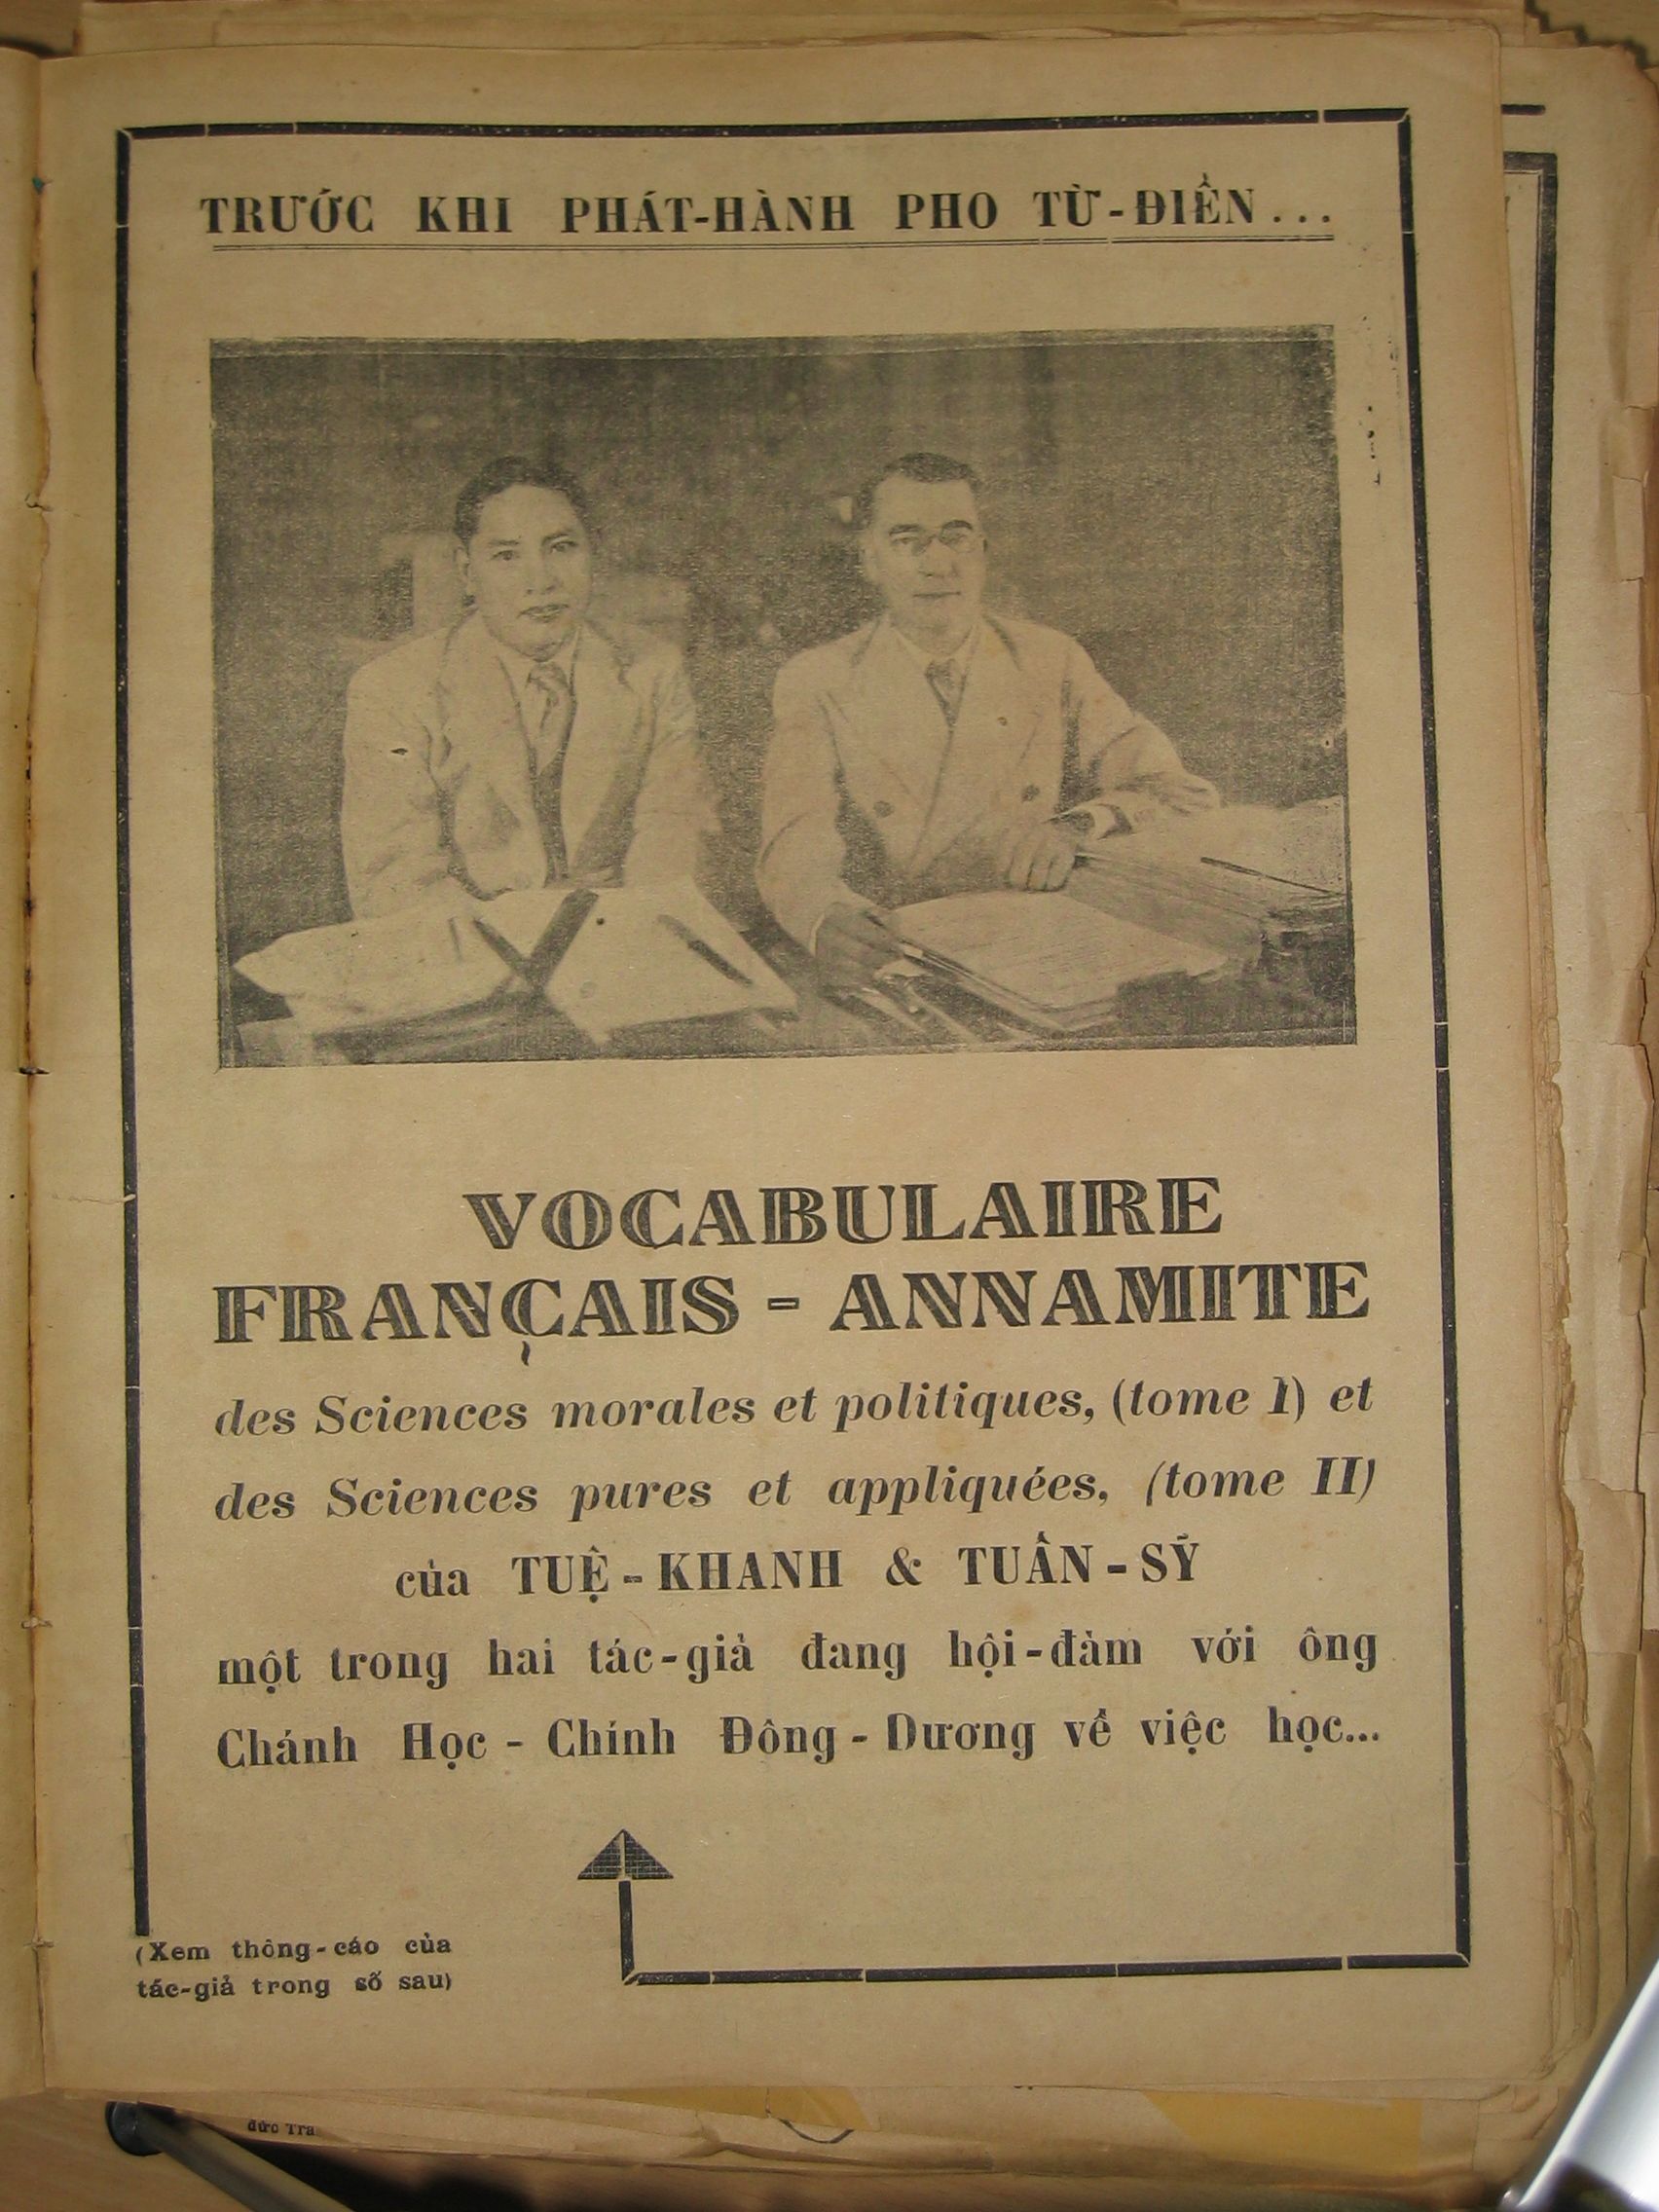 TRƯỚC KHI PHÁT-HÀNH PHO TỪ-ĐIỂN...
VOCABULAIRE
FRANÇAIS - ANNAMITE
des Sciences morales et politiques, (tome I) et
des Sciences pures et appliquées, (tome II)
của TUỆ-KHANH & TUẤN-SỸ
một trong hai tác-giả đang hội-đàm với ông
Chánh Học - Chính Đông - Dương về việc học...
(Xem thông-cáo của
tác-giả trong số sau)
đức Tra